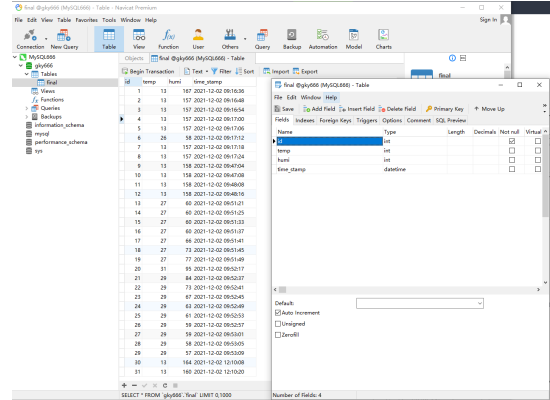 final @gky666 (MySQL666) - Table - Navicat Premium
File Edit View Table Favorites Tools Window Help
Sign In
Connection New Query Table View Function User Others Query Backup Automation Model Charts
MySQL666
gky666
Tables
final
Views
Functions
Queries
Backups
information_schema
mysql
performance_schema
sys
Objects final @gky666 (MySQL666) - Table
Begin Transaction Text Filter Sort Import Export
id temp humi time_stamp
1 13 167 2021-12-02 09:16:36
2 13 157 2021-12-02 09:16:48
3 13 158 2021-12-02 09:16:54
4 13 158 2021-12-02 09:17:00
5 13 157 2021-12-02 09:17:06
6 26 58 2021-12-02 09:17:12
7 13 157 2021-12-02 09:17:18
8 13 157 2021-12-02 09:17:24
9 13 158 2021-12-02 09:47:04
10 13 158 2021-12-02 09:47:08
11 13 158 2021-12-02 09:48:08
12 13 158 2021-12-02 09:48:16
13 27 60 2021-12-02 09:51:21
14 27 60 2021-12-02 09:51:25
15 27 60 2021-12-02 09:51:33
16 27 60 2021-12-02 09:51:37
17 27 66 2021-12-02 09:51:41
18 27 73 2021-12-02 09:51:45
19 27 77 2021-12-02 09:51:49
20 31 95 2021-12-02 09:52:17
21 29 84 2021-12-02 09:52:37
22 29 73 2021-12-02 09:52:41
23 29 67 2021-12-02 09:52:45
24 29 63 2021-12-02 09:52:49
25 29 61 2021-12-02 09:52:53
26 29 59 2021-12-02 09:52:57
27 29 59 2021-12-02 09:53:01
28 29 58 2021-12-02 09:53:05
29 29 57 2021-12-02 09:53:09
30 13 164 2021-12-02 12:10:08
31 13 160 2021-12-02 12:10:20
SELECT * FROM `gky666`.`final` LIMIT 0,1000
final
final @gky666 (MySQL666) - Table
File Edit Window Help
Save Add Field Insert Field Delete Field Primary Key Move Up
Fields Indexes Foreign Keys Triggers Options Comment SQL Preview
Name Type Length Decimals Not null Virtual
id int
temp int
humi int
time_stamp datetime
Default:
Auto Increment
Unsigned
Zerofill
Number of Fields: 4